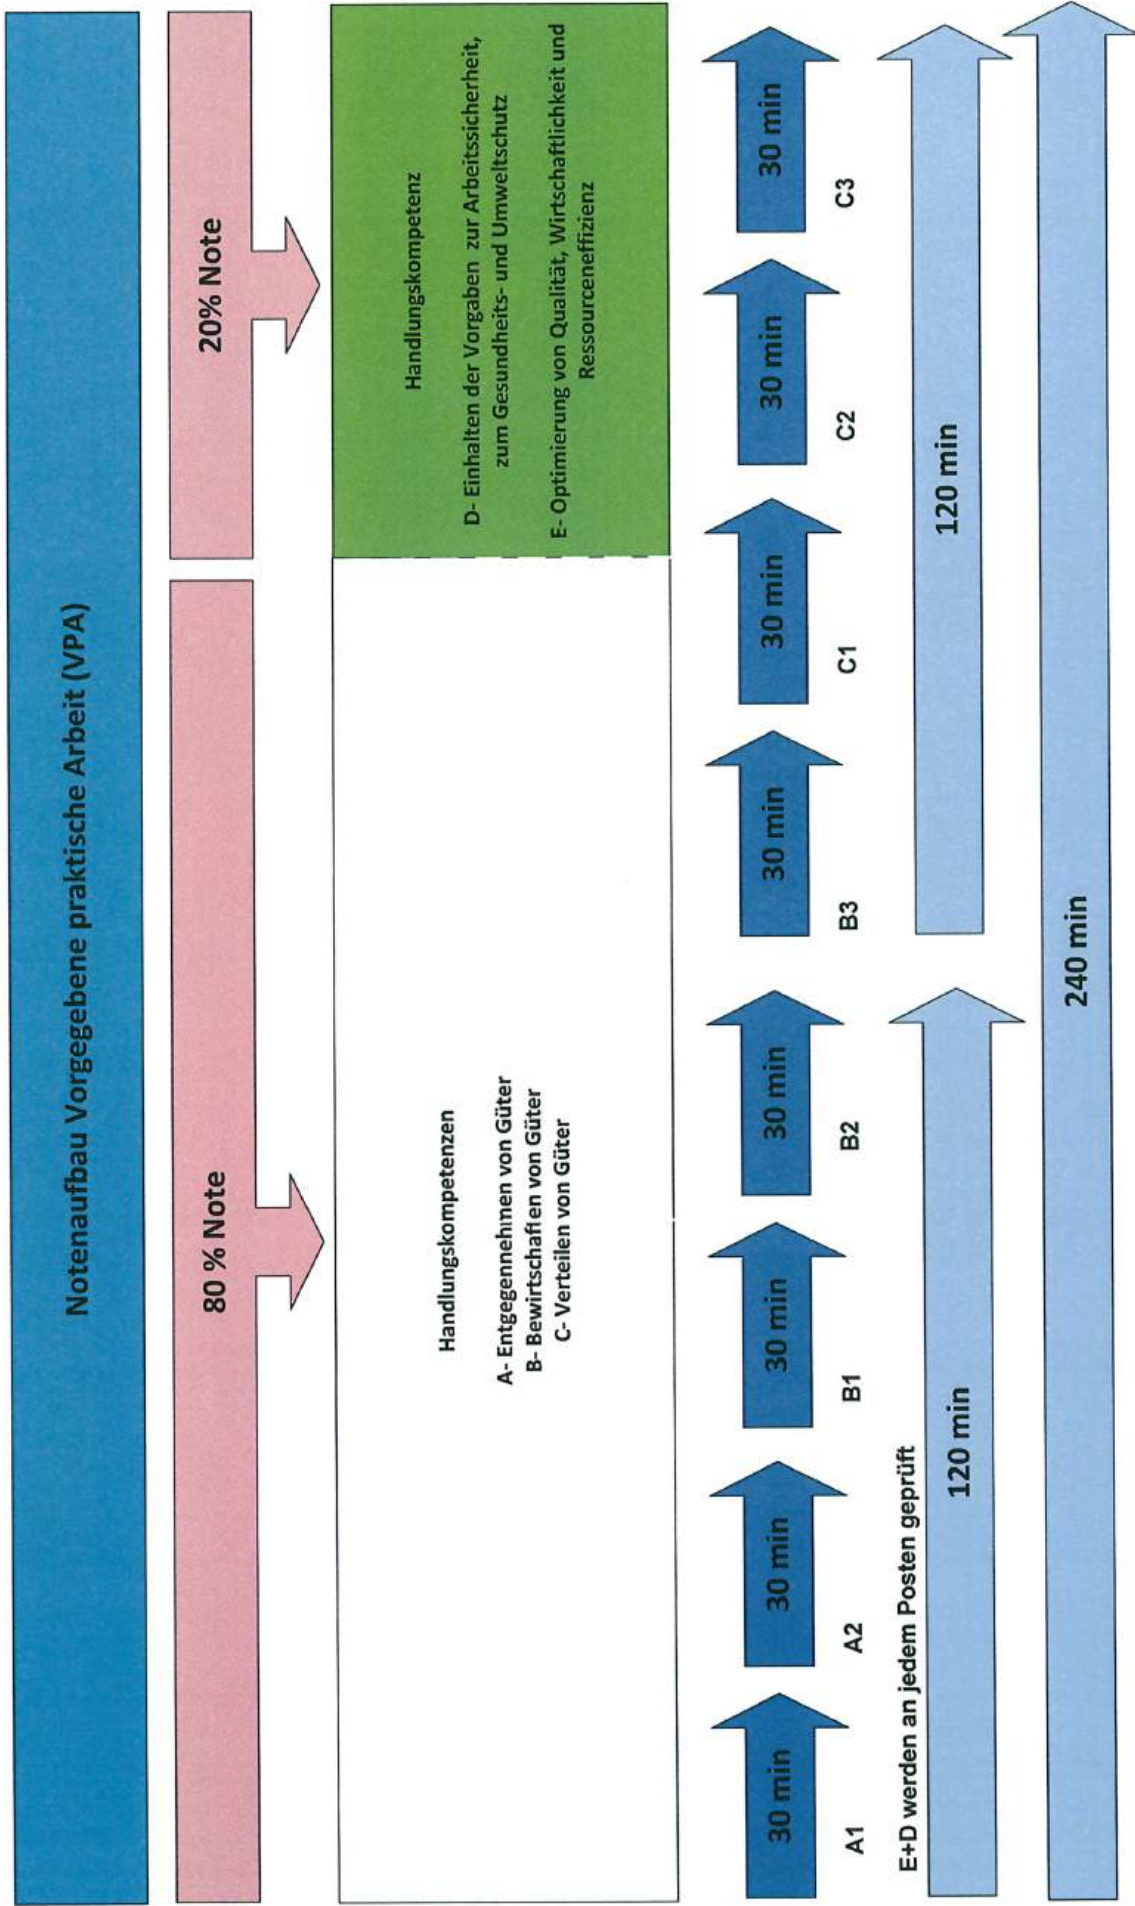 Notenaufbau Vorgegebene praktische Arbeit (VPA)
80 % Note
20% Note
Handlungskompetenzen
A- Entgegennehmen von Güter
B- Bewirtschaften von Güter
C- Verteilen von Güter
Handlungskompetenz
D- Einhalten der Vorgaben zur Arbeitssicherheit,
zum Gesundheits- und Umweltschutz
E- Optimierung von Qualität, Wirtschaftlichkeit und
Ressourceneffizienz
30 min
30 min
30 min
30 min
30 min
30 min
30 min
30 min
A1
A2
B1
B2
B3
C1
C2
C3
E+D werden an jedem Posten geprüft
120 min
120 min
240 min